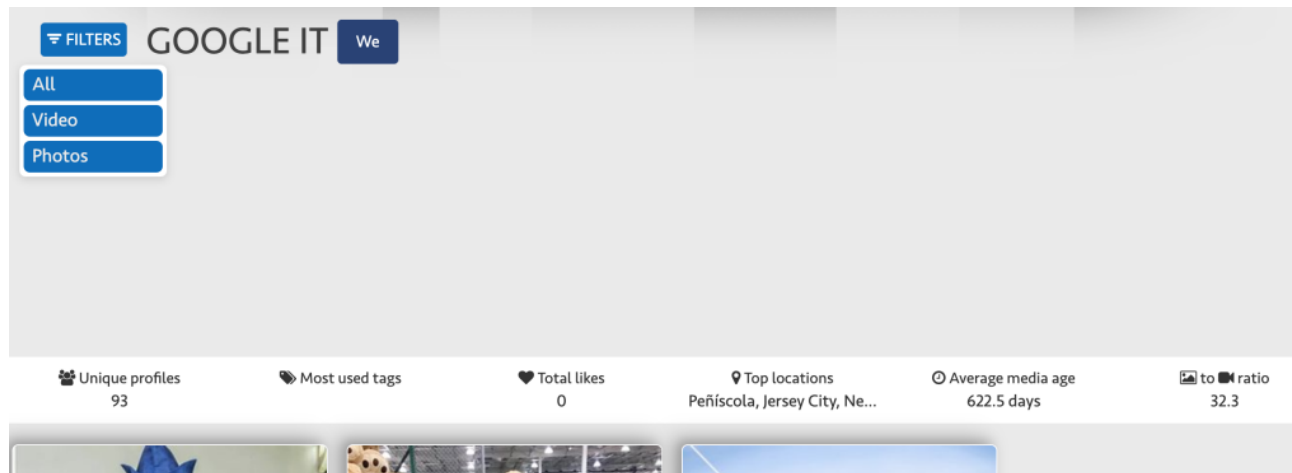 FILTERS GOOGLE IT We
All
Video
Photos
Unique profiles
93
Most used tags
Total likes
0
Top locations
Peñíscola, Jersey City, Ne...
Average media age
622.5 days
to ratio
32.3